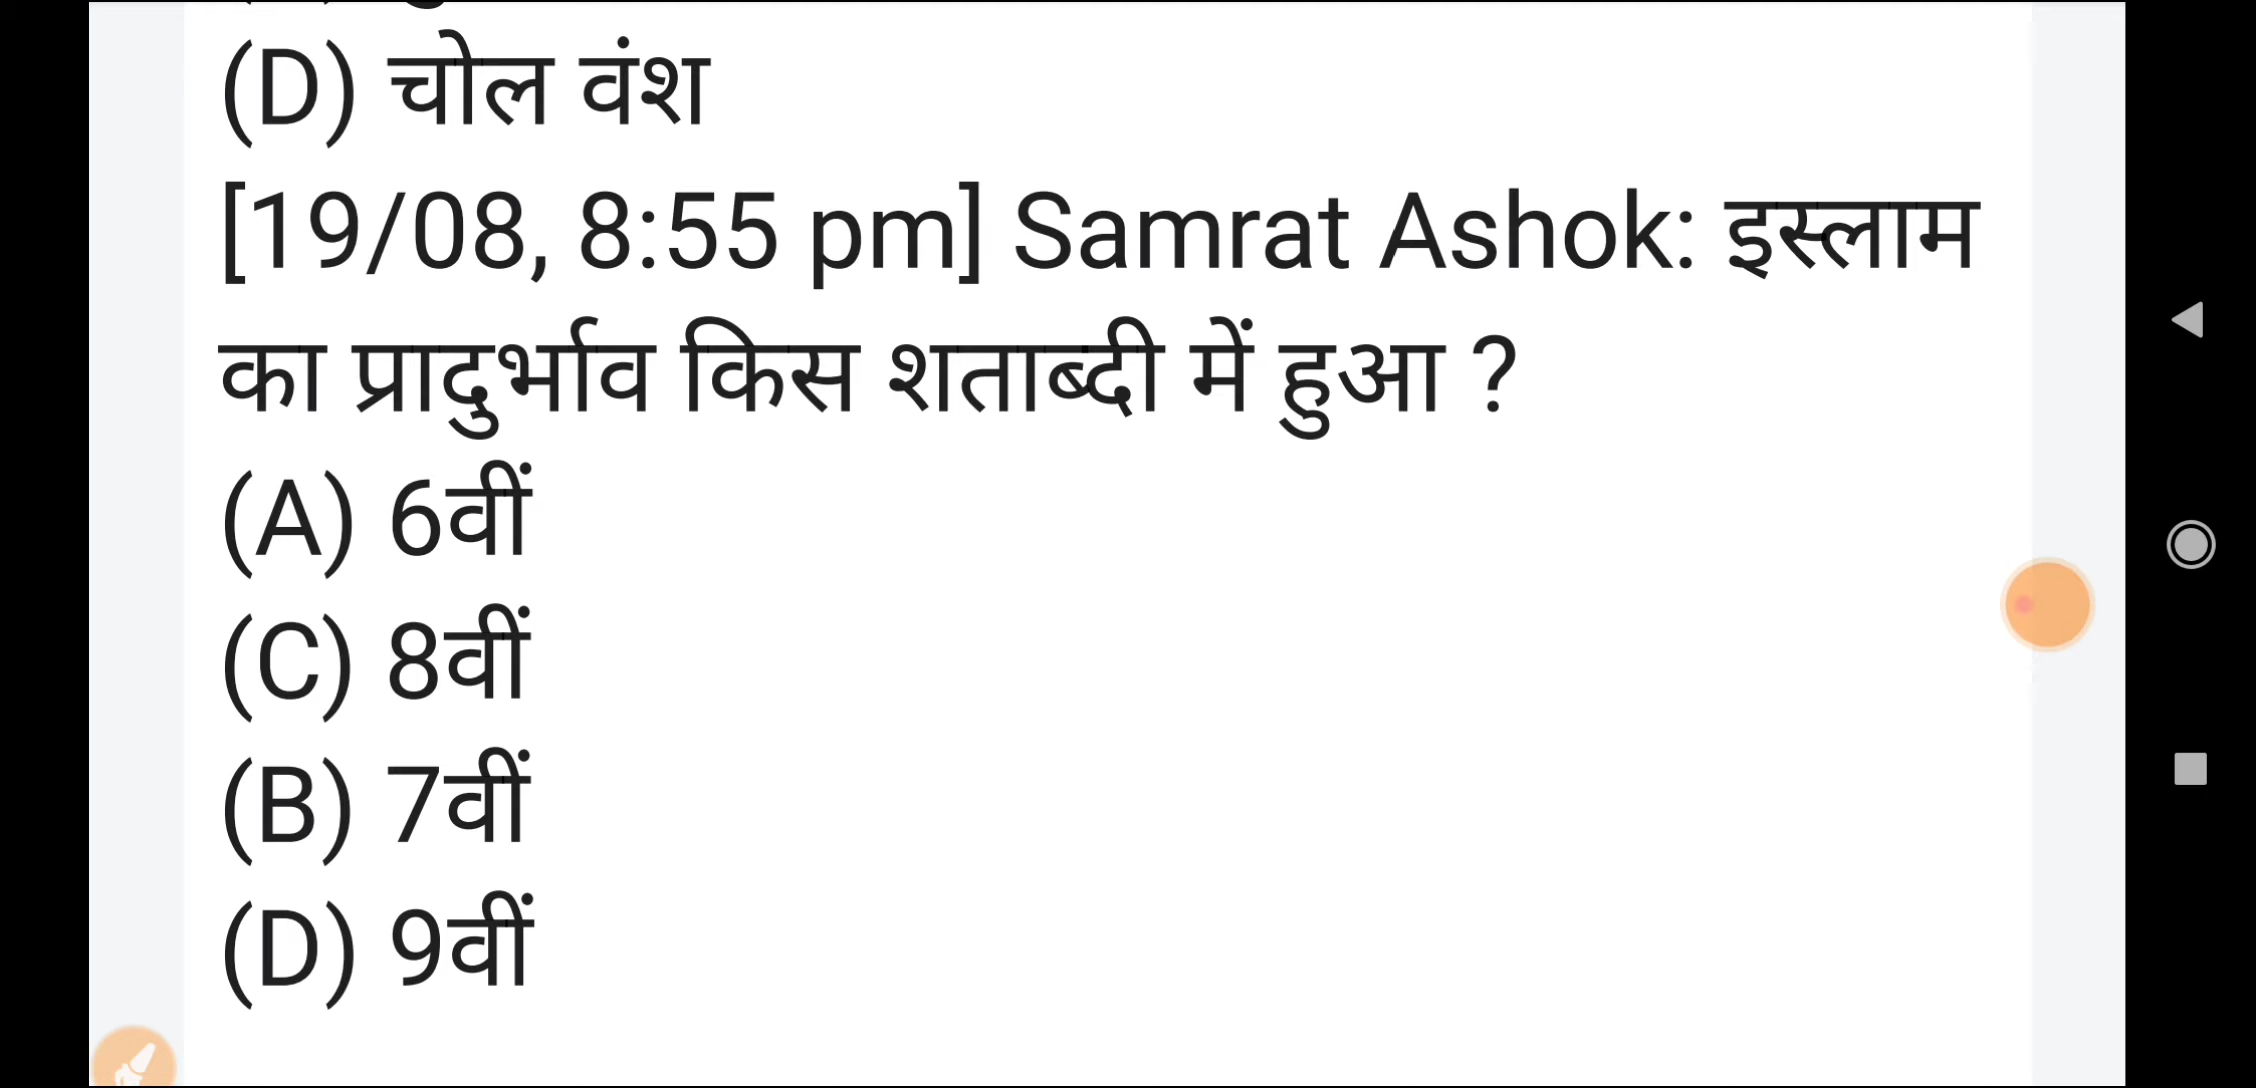 (D) चोल वंश
[19/08, 8:55 pm] Samrat Ashok: इस्लाम
का प्रादुर्भाव किस शताब्दी में हुआ ?
(A) 6वीं
(C) 8वीं
(B) 7वीं
(D) 9वीं